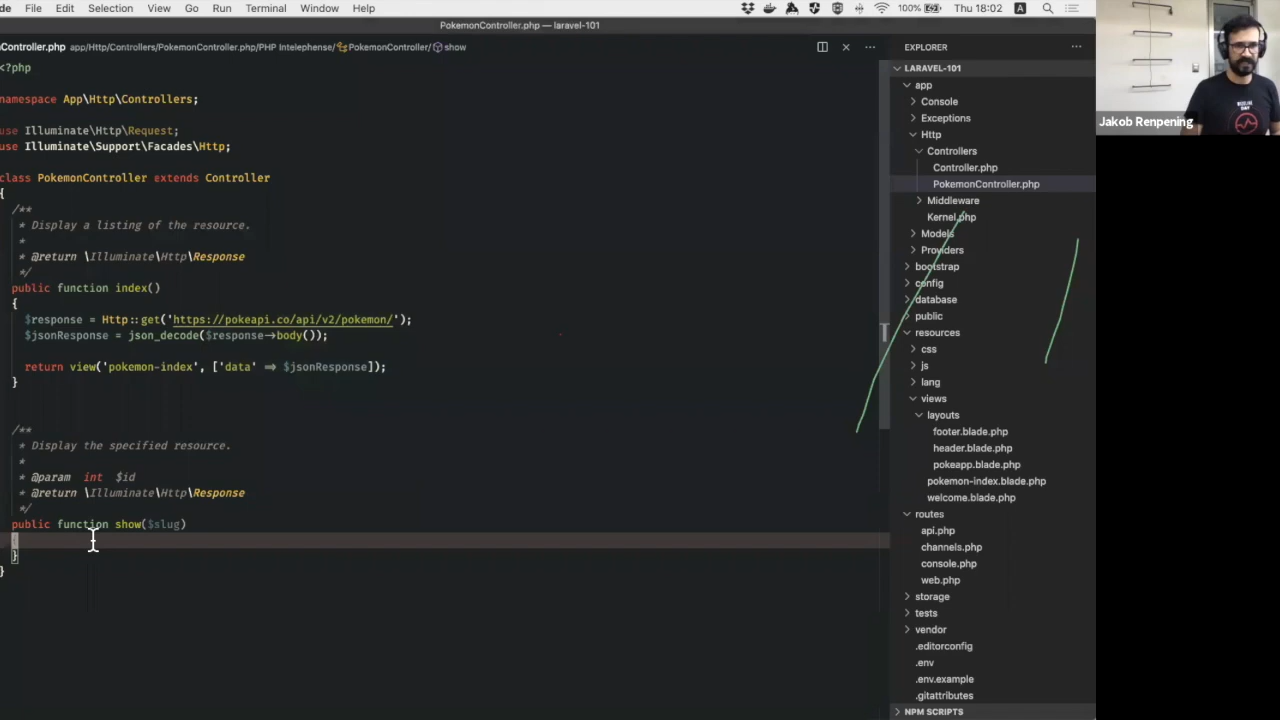 de File Edit Selection View Go Run Terminal Window Help 100% Thu 18:02 A
PokemonController.php — laravel-101
Controller.php app/Http/Controllers/PokemonController.php/PHP Intelephense/PokemonController/show
<?php
namespace App\Http\Controllers;
use Illuminate\Http\Request;
use Illuminate\Support\Facades\Http;
class PokemonController extends Controller
{
/**
* Display a listing of the resource.
*
* @return \Illuminate\Http\Response
*/
public function index()
{
$response = Http::get('https://pokeapi.co/api/v2/pokemon/');
$jsonResponse = json_decode($response→body());
return view('pokemon-index', ['data' ⇒ $jsonResponse]);
}
/**
* Display the specified resource.
*
* @param int $id
* @return \Illuminate\Http\Response
*/
public function show($slug)
{
}
}
EXPLORER
LARAVEL-101
app
Console
Exceptions
Http
Controllers
Controller.php
PokemonController.php
Middleware
Kernel.php
Models
Providers
bootstrap
config
database
public
resources
css
js
lang
views
layouts
footer.blade.php
header.blade.php
pokeapp.blade.php
pokemon-index.blade.php
welcome.blade.php
routes
api.php
channels.php
console.php
web.php
storage
tests
vendor
.editorconfig
.env
.env.example
.gitattributes
NPM SCRIPTS
Jakob Renpening